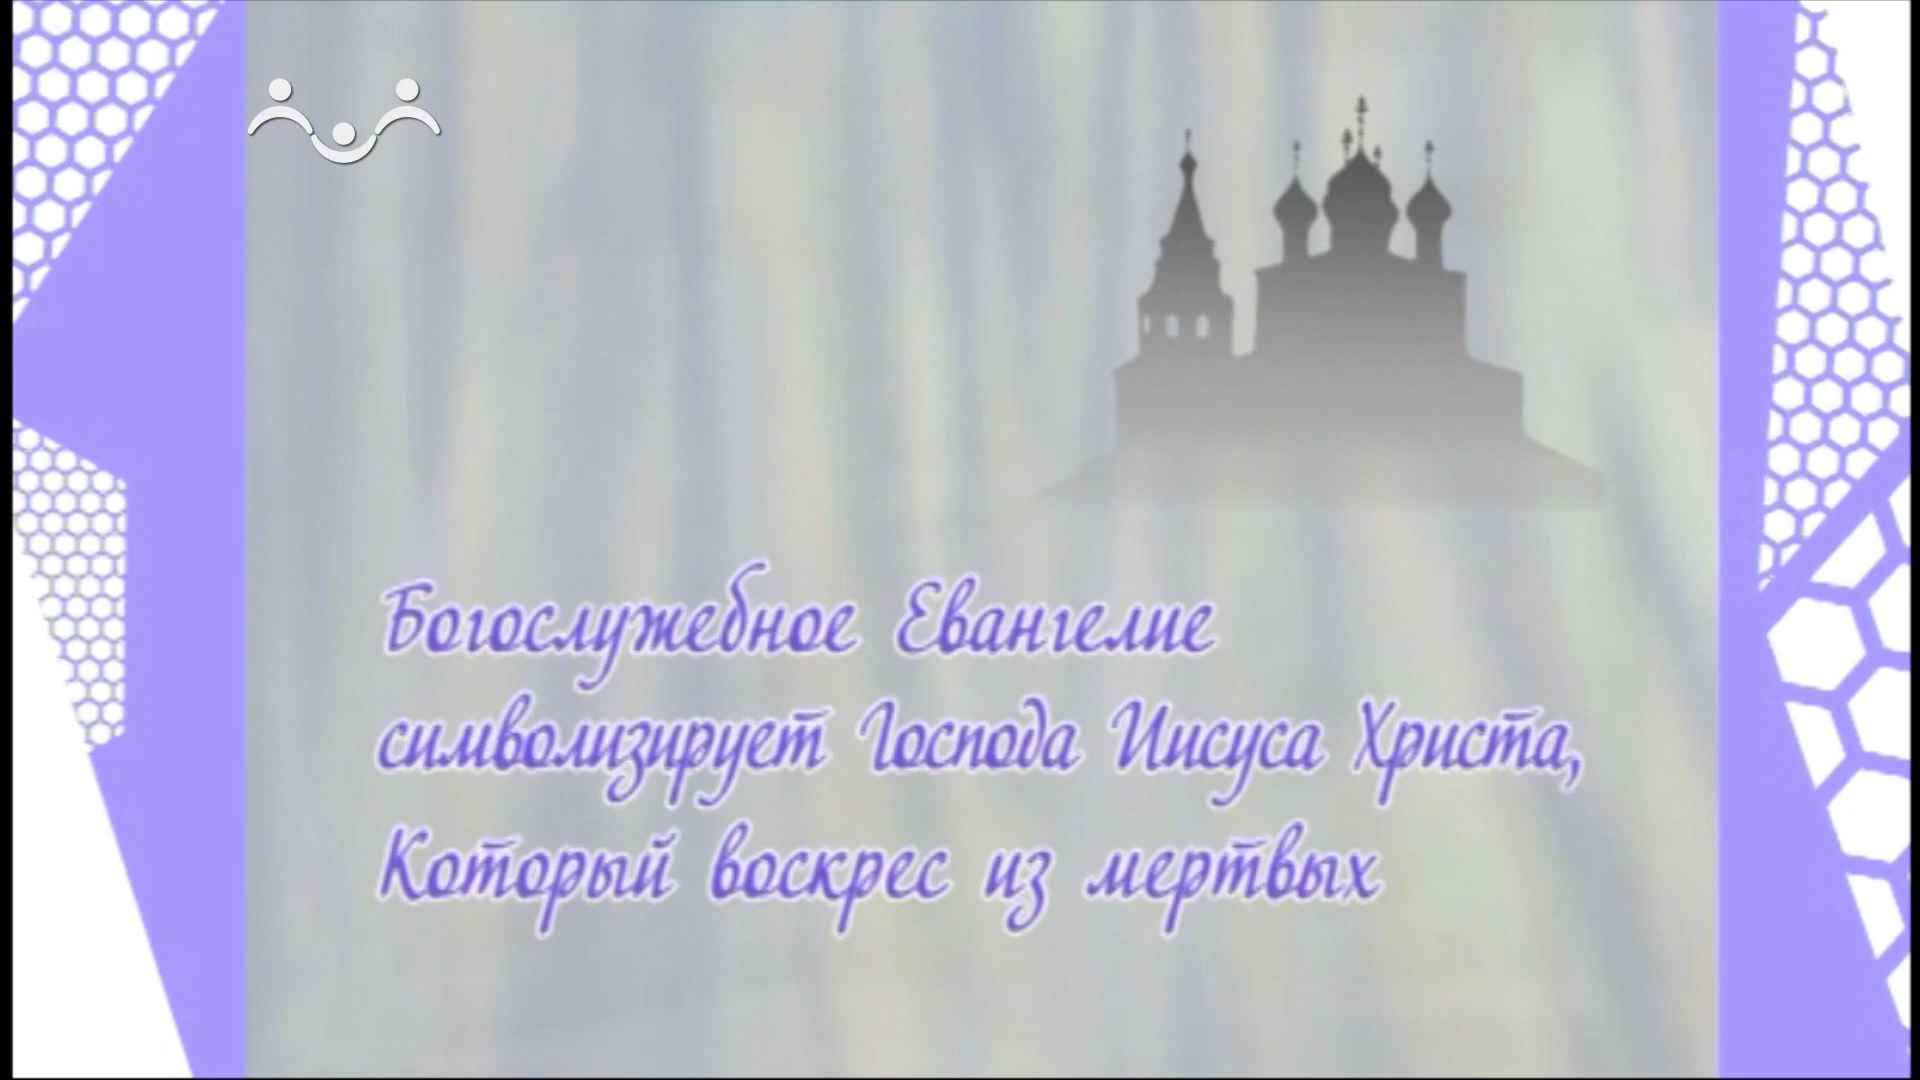 Богослужебное Евангелие
символизирует Господа Иисуса Христа,
Который воскрес из мертвых